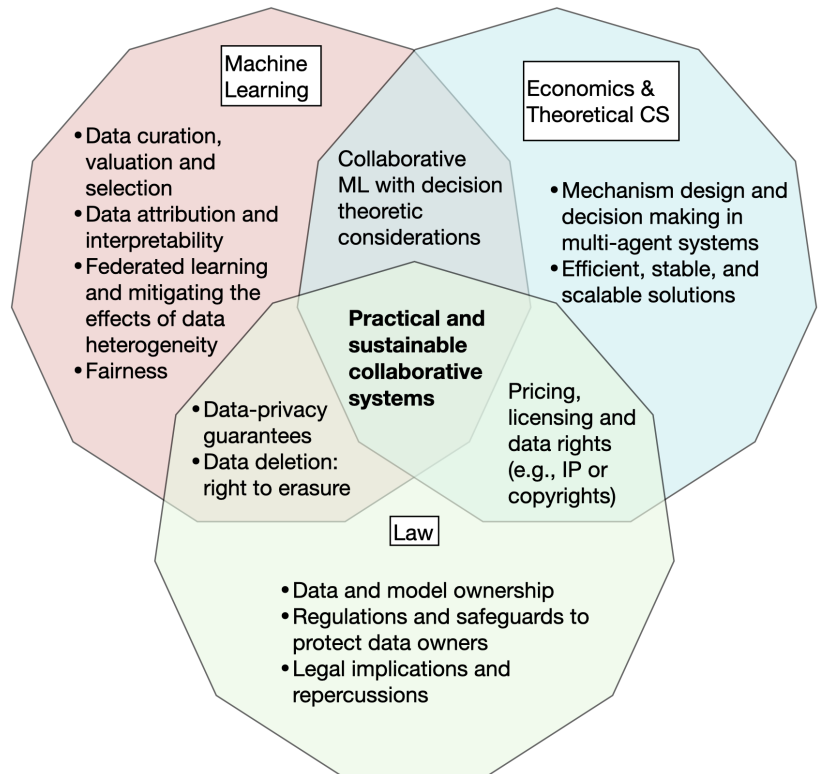 Machine
Learning
• Data curation,
valuation and
selection
• Data attribution and
interpretability
• Federated learning
and mitigating the
effects of data
heterogeneity
• Fairness
Collaborative
ML with decision
theoretic
considerations
Economics &
Theoretical CS
• Mechanism design and
decision making in
multi-agent systems
• Efficient, stable, and
scalable solutions
Practical and
sustainable
collaborative
systems
• Data-privacy
guarantees
• Data deletion:
right to erasure
Pricing,
licensing and
data rights
(e.g., IP or
copyrights)
Law
• Data and model ownership
• Regulations and safeguards to
protect data owners
• Legal implications and
repercussions